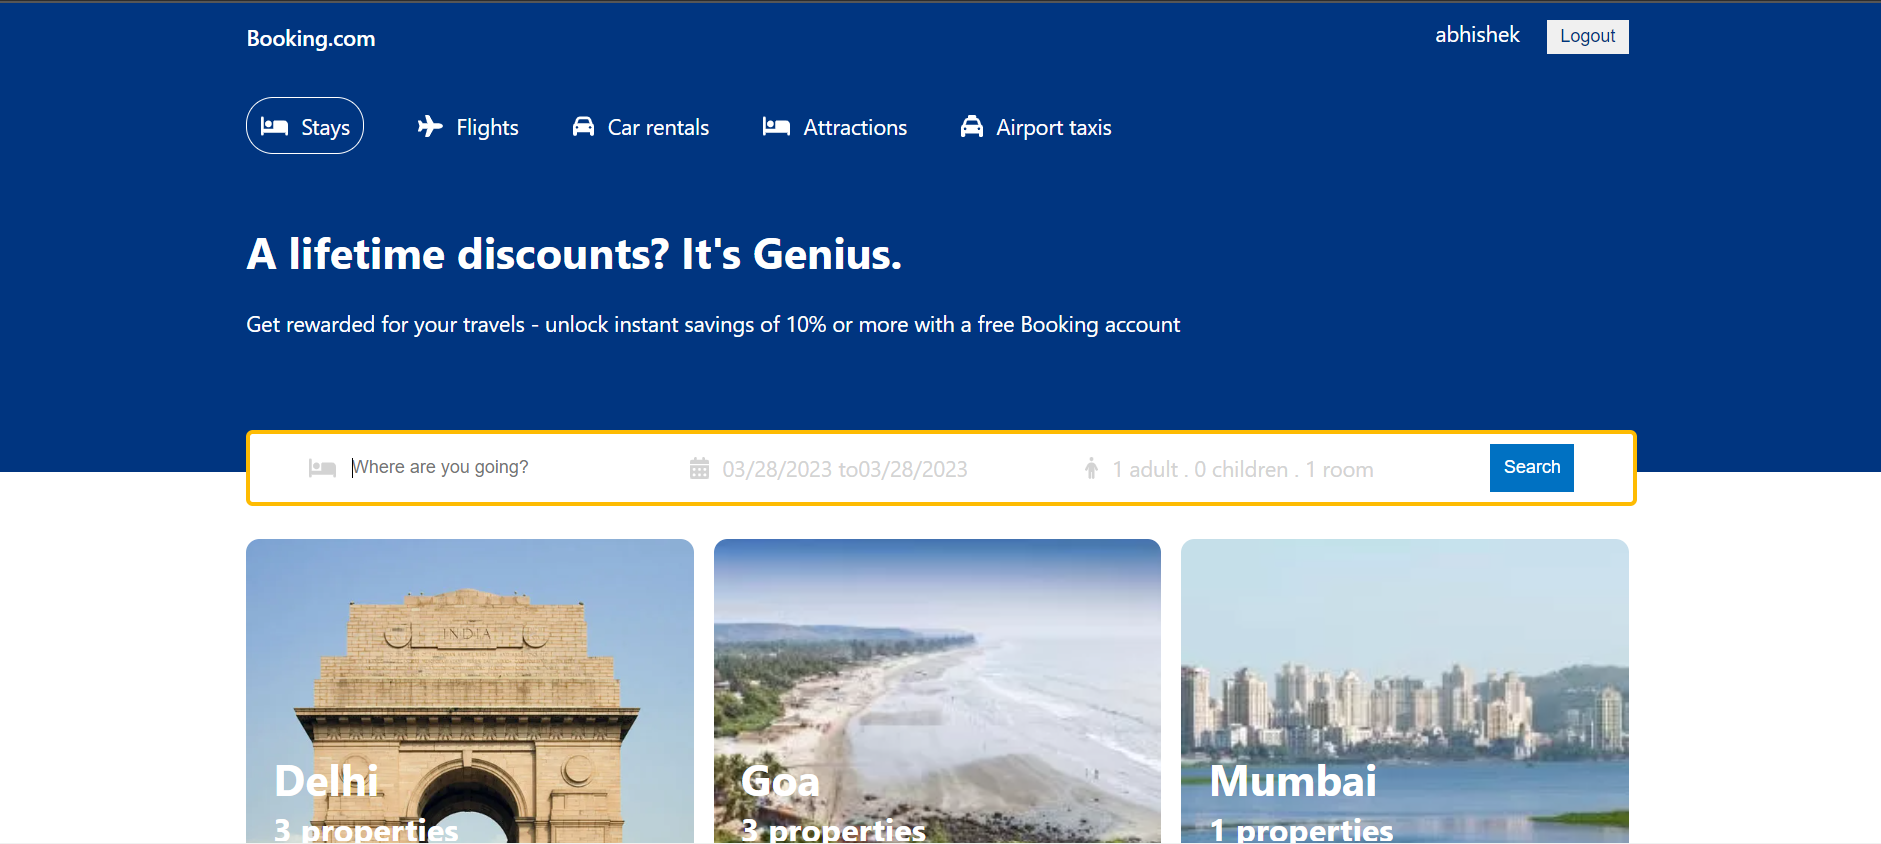 Booking.com
abhishek
Logout
Stays
Flights
Car rentals
Attractions
Airport taxis
A lifetime discounts? It's Genius.
Get rewarded for your travels - unlock instant savings of 10% or more with a free Booking account
Where are you going?
03/28/2023 to03/28/2023
1 adult . 0 children . 1 room
Search
INDIA
Delhi
3 properties
Goa
3 properties
Mumbai
1 properties